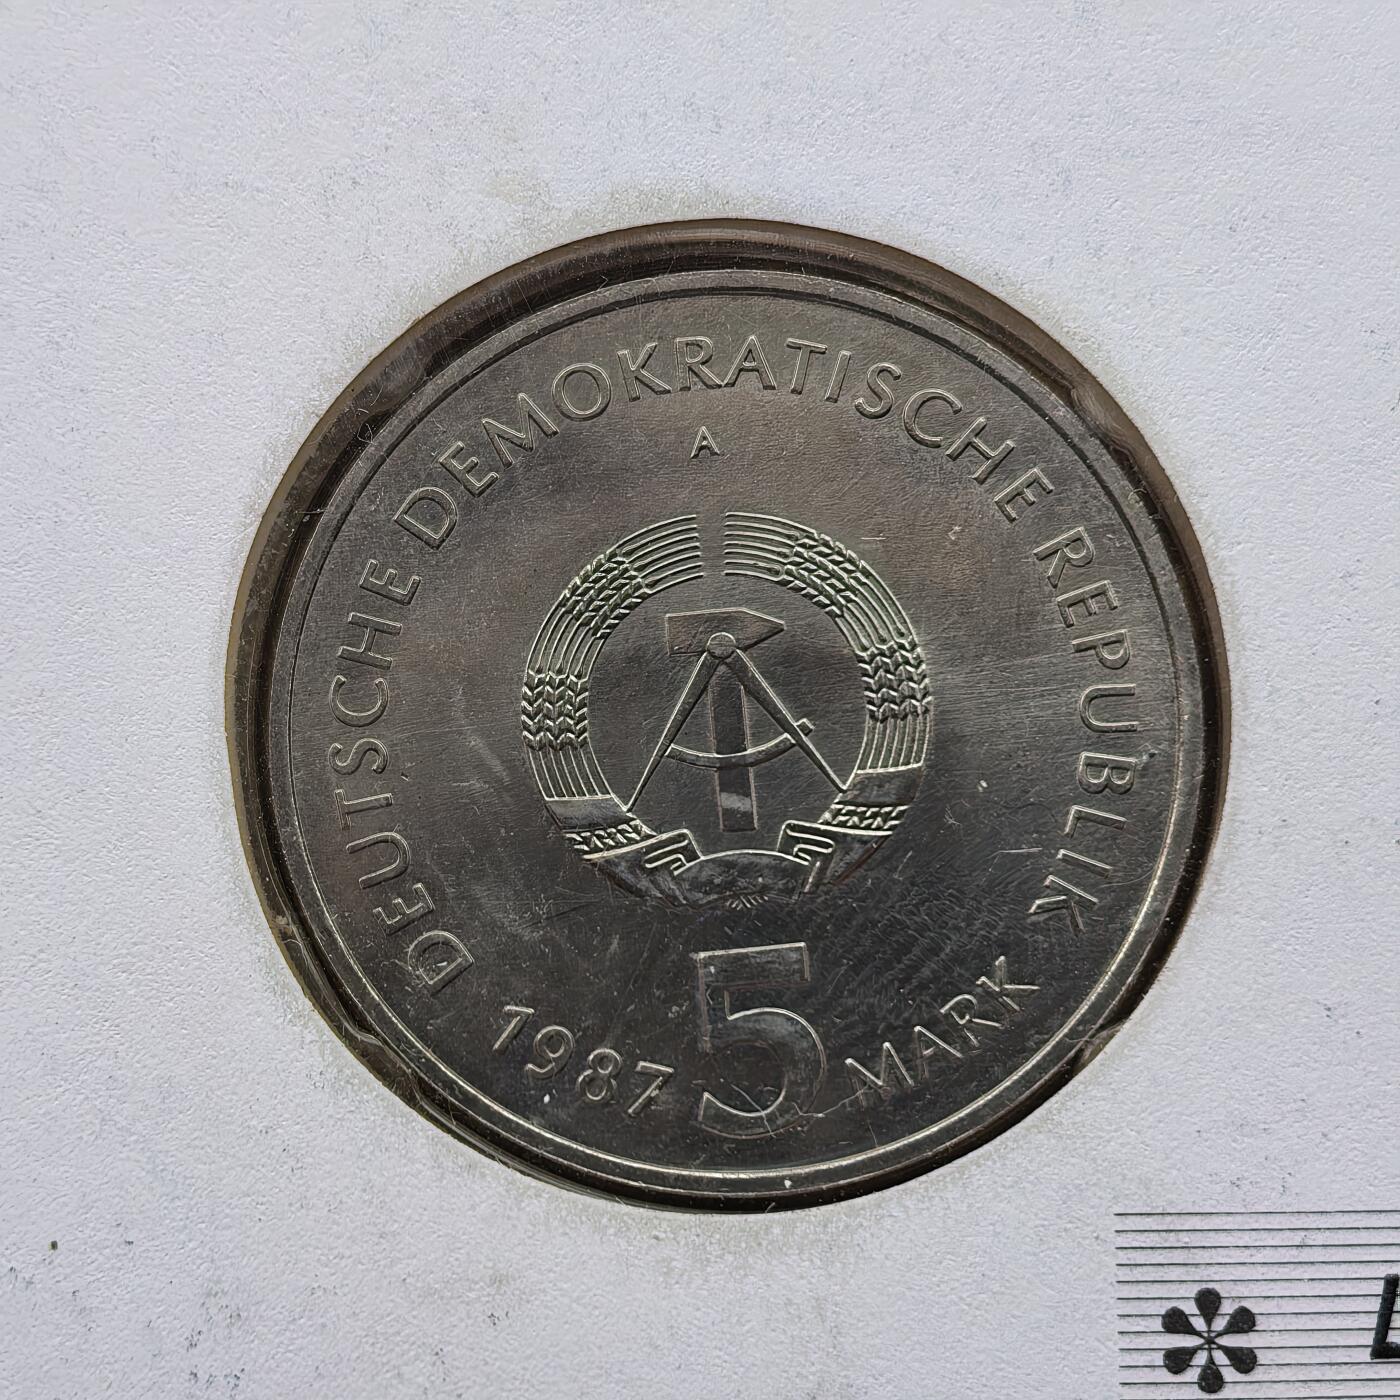 DEUTSCHE DEMOKRATISCHE REPUBLIK
A
1987 5 MARK